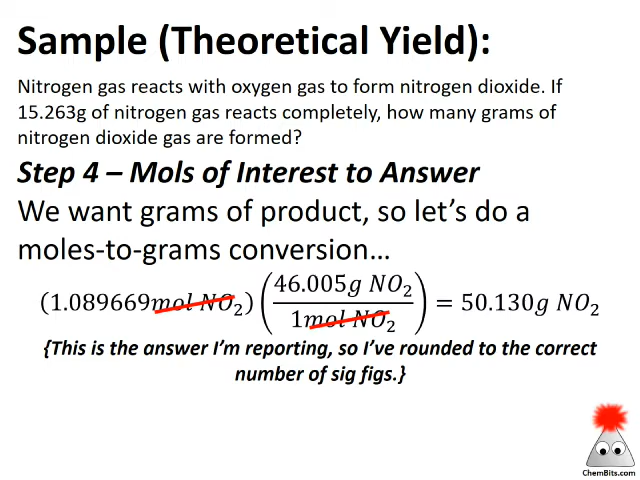 Sample (Theoretical Yield):
Nitrogen gas reacts with oxygen gas to form nitrogen dioxide. If
15.263g of nitrogen gas reacts completely, how many grams of
nitrogen dioxide gas are formed?
Step 4 – Mols of Interest to Answer
We want grams of product, so let's do a
moles-to-grams conversion…
(1.089669mol NO₂) (46.005g NO₂ / 1mol NO₂) = 50.130g NO₂
{This is the answer I'm reporting, so I've rounded to the correct
number of sig figs.}
ChemBits.com